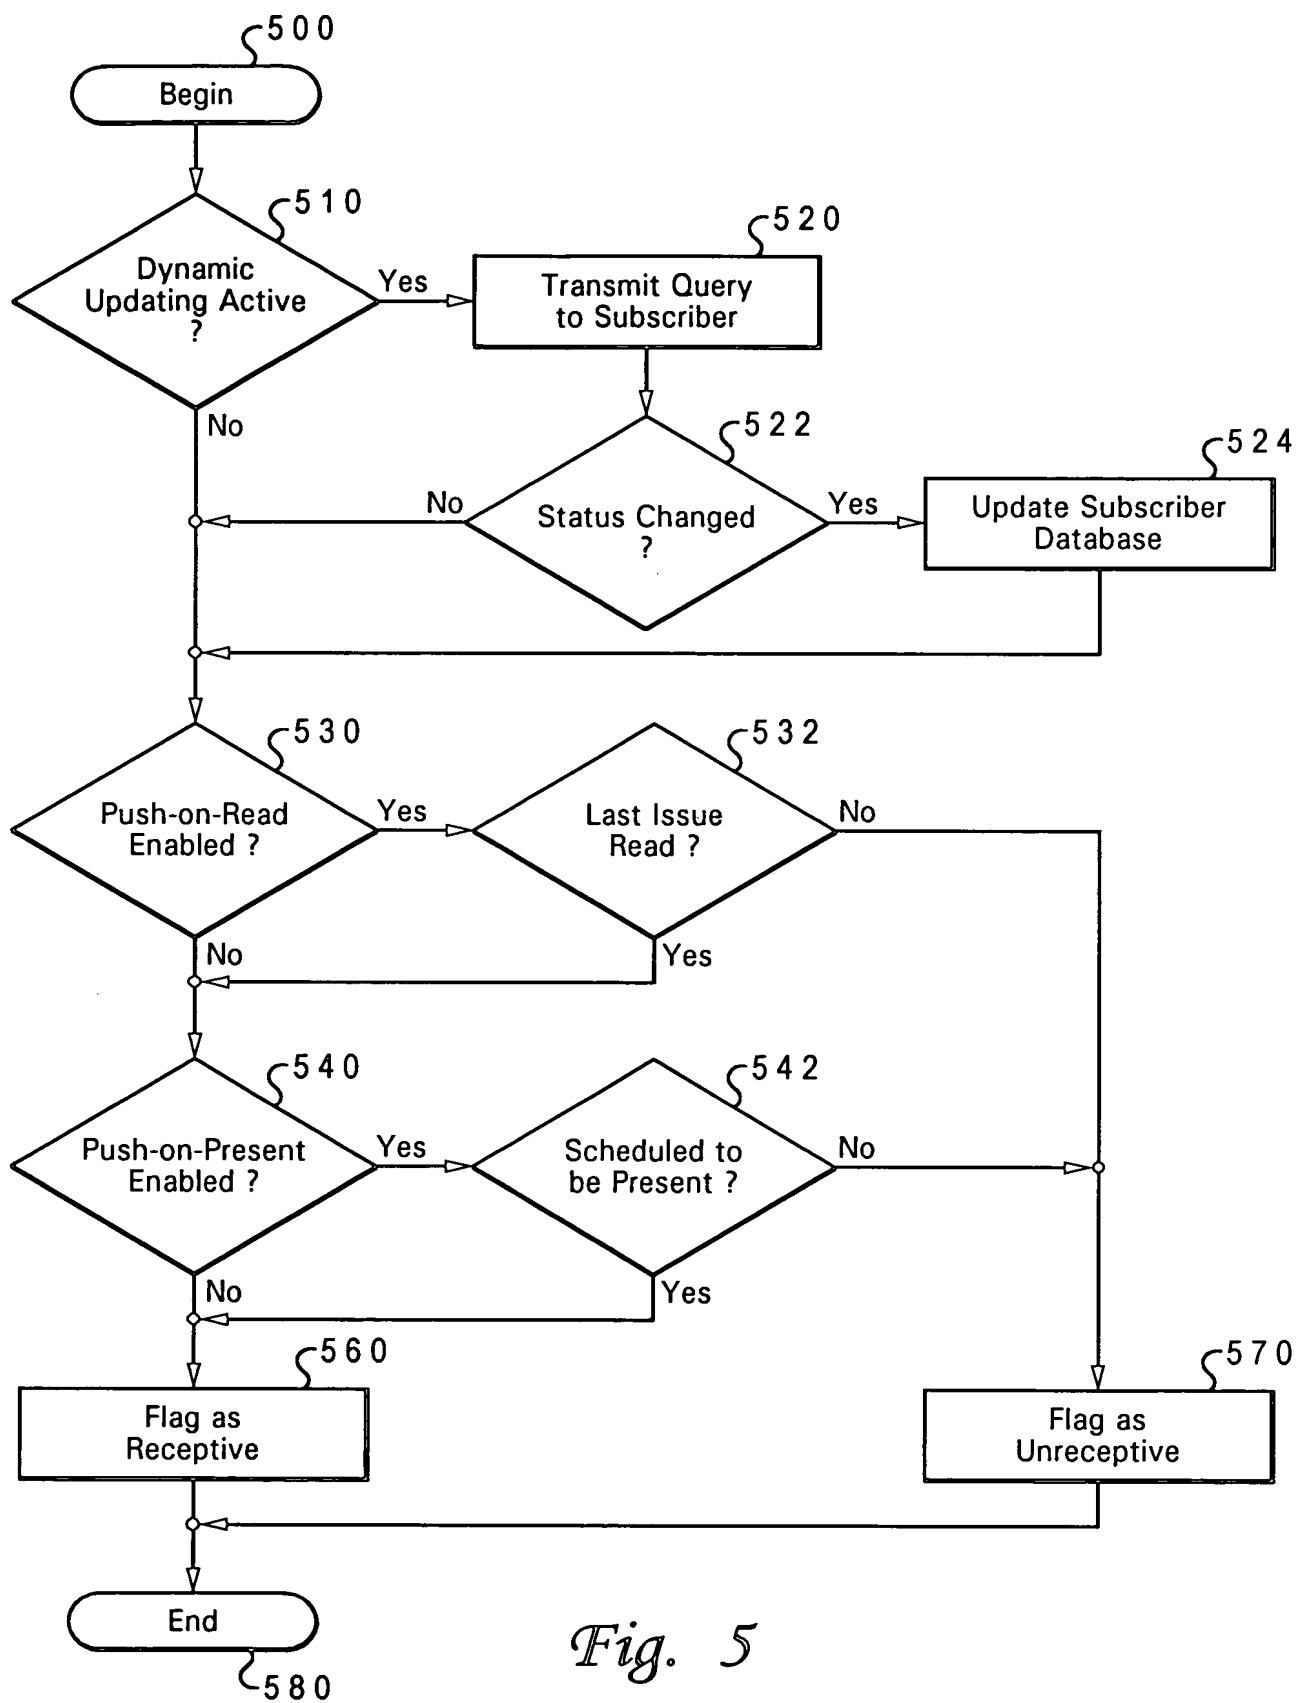 500
Begin
510
Dynamic
Updating Active
?
Yes
520
Transmit Query
to Subscriber
No
522
Status Changed
?
No
Yes
524
Update Subscriber
Database
530
Push-on-Read
Enabled ?
Yes
532
Last Issue
Read ?
No
No
Yes
540
Push-on-Present
Enabled ?
Yes
542
Scheduled to
be Present ?
No
No
Yes
560
Flag as
Receptive
570
Flag as
Unreceptive
End
580
Fig. 5